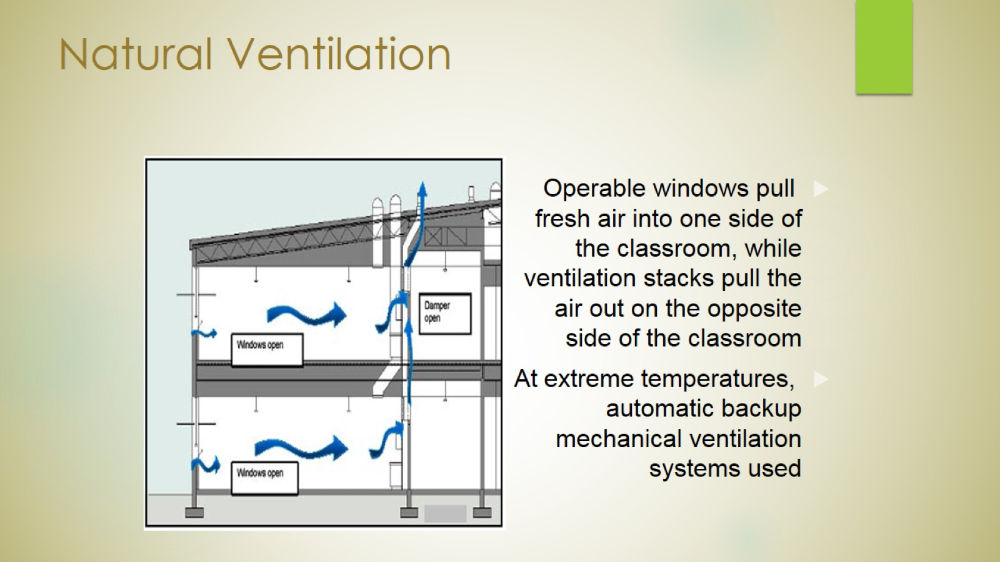 Natural Ventilation
Operable windows pull
fresh air into one side of
the classroom, while
ventilation stacks pull the
air out on the opposite
side of the classroom
At extreme temperatures,
automatic backup
mechanical ventilation
systems used
Damper
open
Windows open
Windows open